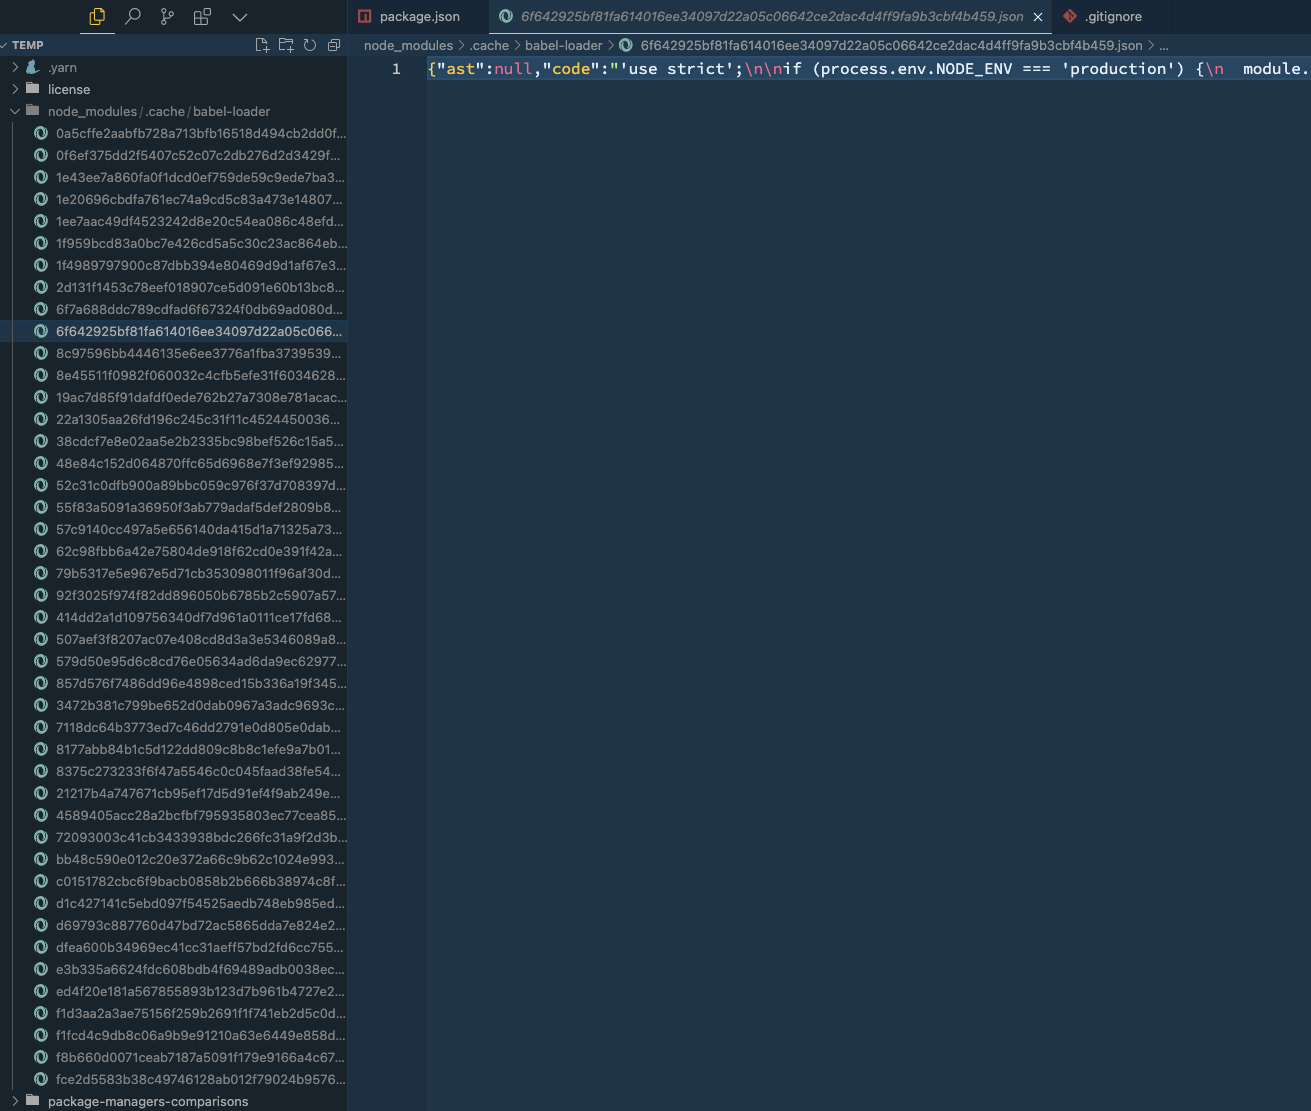 package.json
6f642925bf81fa614016ee34097d22a05c06642ce2dac4d4ff9fa9b3cbf4b459.json
.gitignore
TEMP
node_modules > .cache > babel-loader > 6f642925bf81fa614016ee34097d22a05c06642ce2dac4d4ff9fa9b3cbf4b459.json > ...
1 {"ast":null,"code":"'use strict';\n\nif (process.env.NODE_ENV === 'production') {\n  module.
.yarn
license
node_modules/.cache/babel-loader
0a5cffe2aabfb728a713bfb16518d494cb2dd0f...
0f6ef375dd2f5407c52c07c2db276d2d3429f...
1e43ee7a860fa0f1dcd0ef759de59c9ede7ba3...
1e20696cbdfa761ec74a9cd5c83a473e14807...
1ee7aac49df4523242d8e20c54ea086c48efd...
1f959bcd83a0bc7e426cd5a5c30c23ac864eb...
1f4989797900c87dbb394e80469d9d1af67e3...
2d131f1453c78eef018907ce5d091e60b13bc8...
6f7a688ddc789cdfad6f67324f0db69ad080d...
6f642925bf81fa614016ee34097d22a05c066...
8c97596bb4446135e6ee3776a1fba3739539...
8e45511f0982f060032c4cfb5efe31f6034628...
19ac7d85f91dafdf0ede762b27a7308e781acac...
22a1305aa26fd196c245c31f11c4524450036...
38cdcf7e8e02aa5e2b2335bc98bef526c15a5...
48e84c152d064870ffc65d6968e7f3ef92985...
52c31c0dfb900a89bbc059c976f37d708397d...
55f83a5091a36950f3ab779adaf5def2809b8...
57c9140cc497a5e656140da415d1a71325a73...
62c98fbb6a42e75804de918f62cd0e391f42a...
79b5317e5e967e5d71cb353098011f96af30d...
92f3025f974f82dd896050b6785b2c5907a57...
414dd2a1d109756340df7d961a0111ce17fd68...
507aef3f8207ac07e408cd8d3a3e5346089a8...
579d50e95d6c8cd76e05634ad6da9ec62977...
857d576f7486dd96e4898ced15b336a19f345...
3472b381c799be652d0dab0967a3adc9693c...
7118dc64b3773ed7c46dd2791e0d805e0dab...
8177abb84b1c5d122dd809c8b8c1efe9a7b01...
8375c273233f6f47a5546c0c045faad38fe54...
21217b4a747671cb95ef17d5d91ef4f9ab249e...
4589405acc28a2bcfbf795935803ec77cea85...
72093003c41cb3433938bdc266fc31a9f2d3b...
bb48c590e012c20e372a66c9b62c1024e993...
c0151782cbc6f9bacb0858b2b666b38974c8f...
d1c427141c5ebd097f54525aedb748eb985ed...
d69793c887760d47bd72ac5865dda7e824e2...
dfea600b34969ec41cc31aeff57bd2fd6cc755...
e3b335a6624fdc608bdb4f69489adb0038ec...
ed4f20e181a567855893b123d7b961b4727e2...
f1d3aa2a3ae75156f259b2691f1f741eb2d5c0d...
f1fcd4c9db8c06a9b9e91210a63e6449e858d...
f8b660d0071ceab7187a5091f179e9166a4c67...
fce2d5583b38c49746128ab012f79024b9576...
package-managers-comparisons